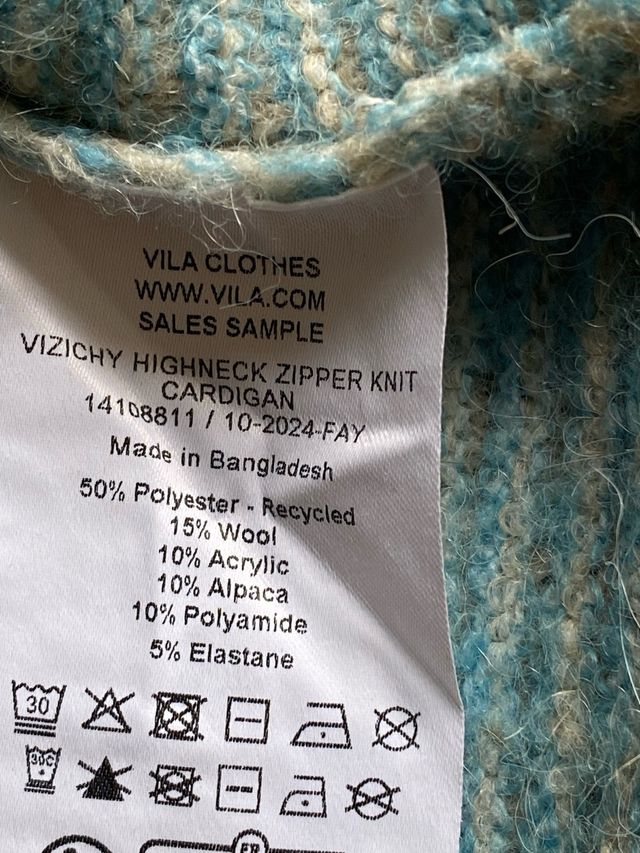 VILA CLOTHES
WWW.VILA.COM
SALES SAMPLE
VIZICHY HIGHNECK ZIPPER KNIT
CARDIGAN
14108811 / 10-2024-FAY
Made in Bangladesh
50% Polyester - Recycled
15% Wool
10% Acrylic
10% Alpaca
10% Polyamide
5% Elastane
30
30C
FR